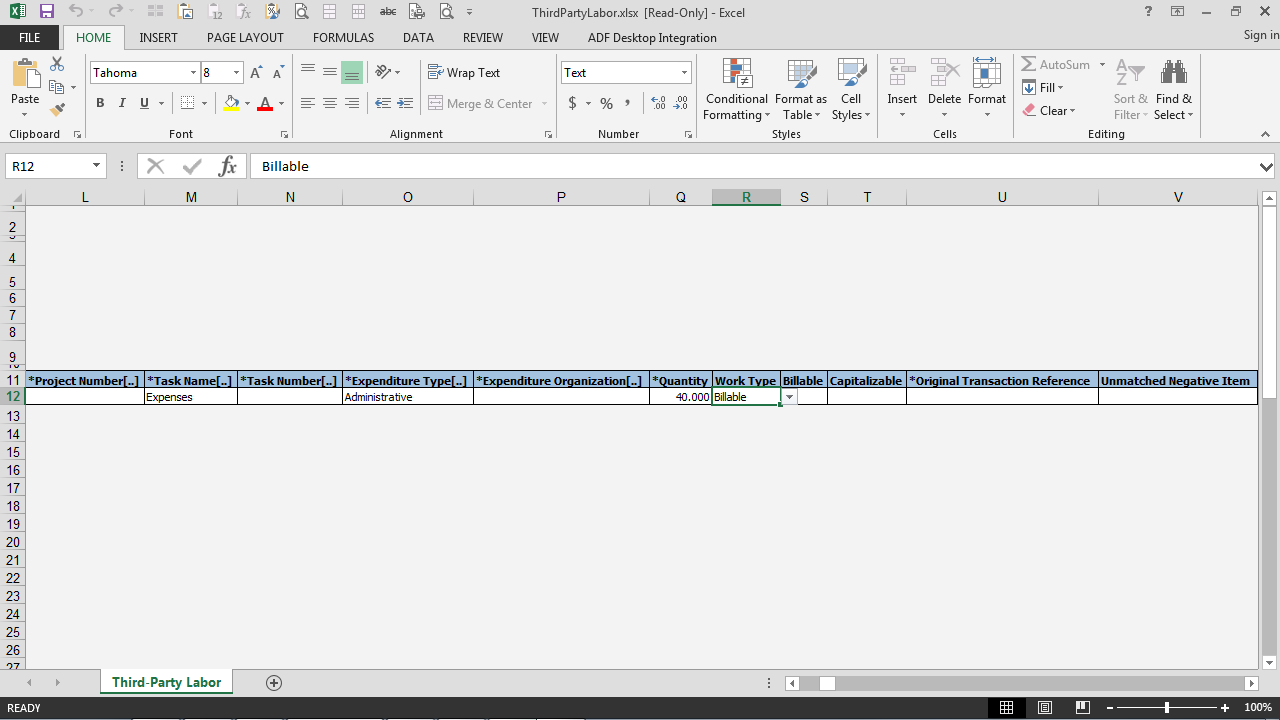 ThirdPartyLabor.xlsx [Read-Only] - Excel
FILE HOME INSERT PAGE LAYOUT FORMULAS DATA REVIEW VIEW ADF Desktop Integration Sign in
Tahoma 8 Wrap Text Text AutoSum
Paste Conditional Format as Cell Insert Delete Format Fill Sort & Find &
B I U Merge & Center $ % , Formatting Table Styles Clear Filter Select
Clipboard Font Alignment Number Styles Cells Editing
R12 fx Billable
L M N O P Q R S T U V
1
2
3
4
5
6
7
8
9
10
11 *Project Number[..] *Task Name[..] *Task Number[..] *Expenditure Type[..] *Expenditure Organization[..] *Quantity Work Type Billable Capitalizable *Original Transaction Reference Unmatched Negative Item
12 Expenses Administrative 40.000 Billable
13
14
15
16
17
18
19
20
21
22
23
24
25
26
27
Third-Party Labor
READY 100%